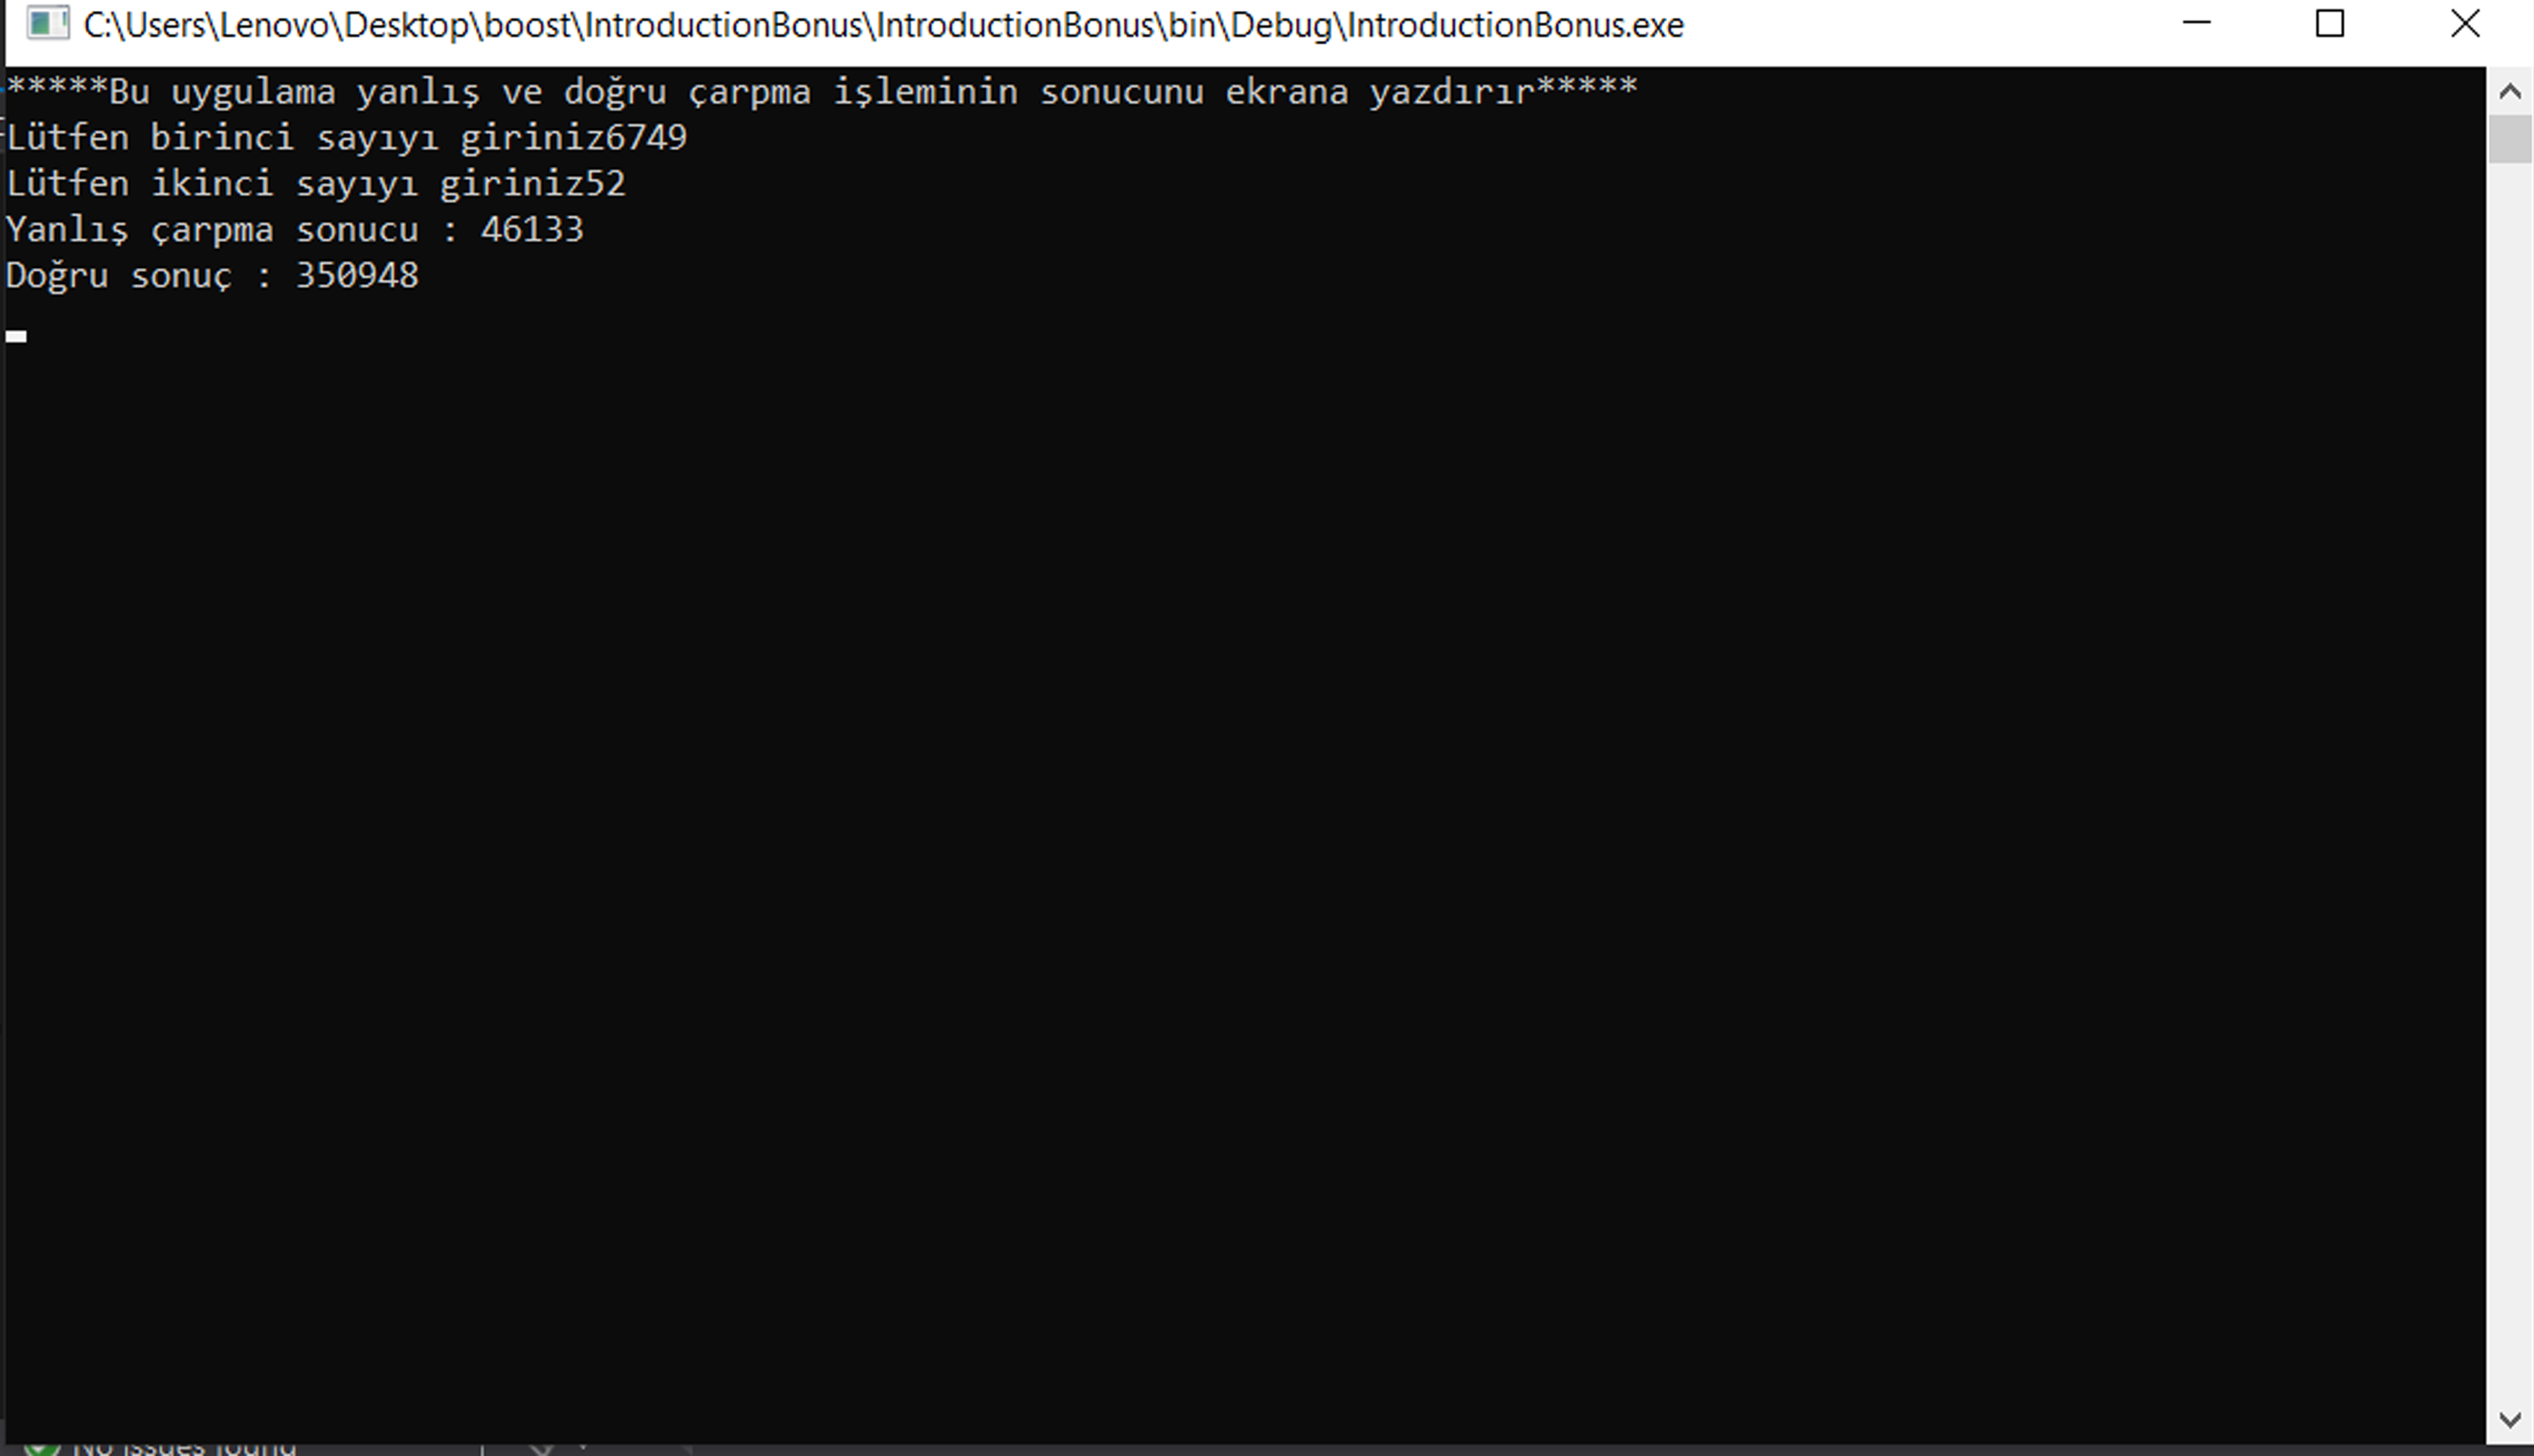 C:\Users\Lenovo\Desktop\boost\IntroductionBonus\IntroductionBonus\bin\Debug\IntroductionBonus.exe
*****Bu uygulama yanlış ve doğru çarpma işleminin sonucunu ekrana yazdırır*****
Lütfen birinci sayıyı giriniz6749
Lütfen ikinci sayıyı giriniz52
Yanlış çarpma sonucu : 46133
Doğru sonuç : 350948
No issues found